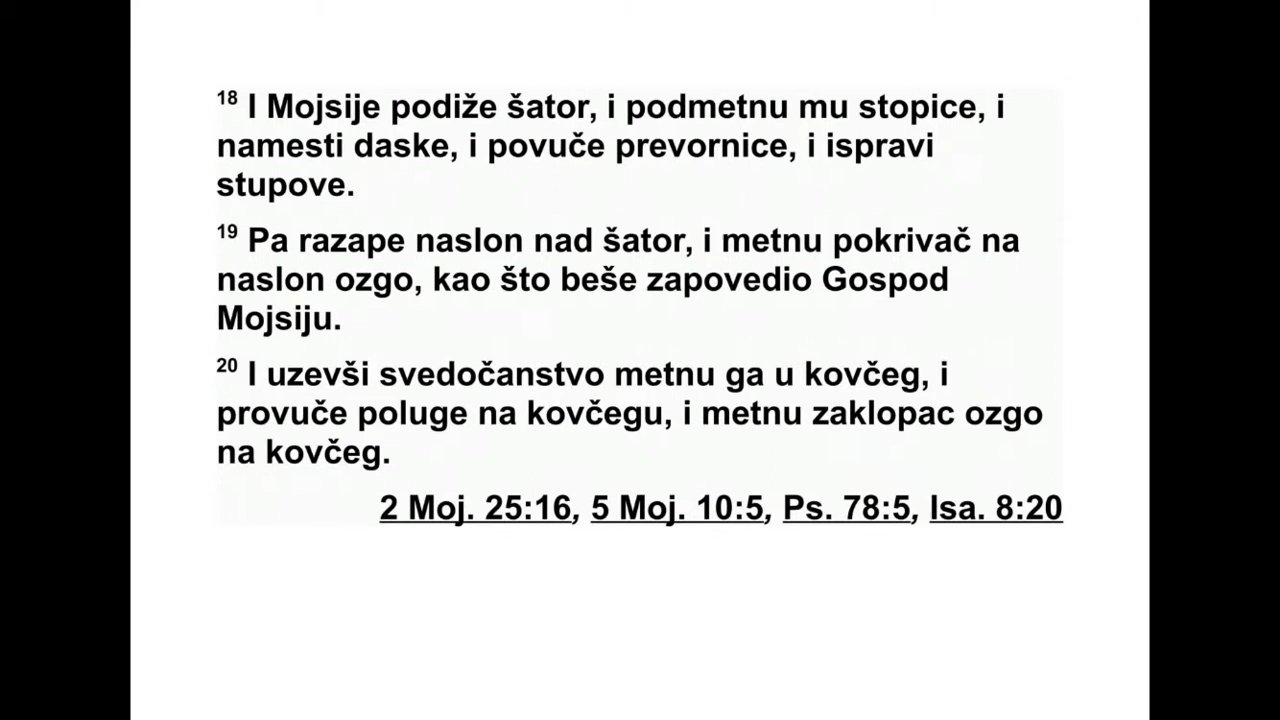 18 I Mojsije podiže šator, i podmetnu mu stopice, i
namesti daske, i povuče prevornice, i ispravi
stupove.
19 Pa razape naslon nad šator, i metnu pokrivač na
naslon ozgo, kao što beše zapovedio Gospod
Mojsiju.
20 I uzevši svedočanstvo metnu ga u kovčeg, i
provuče poluge na kovčegu, i metnu zaklopac ozgo
na kovčeg.
2 Moj. 25:16, 5 Moj. 10:5, Ps. 78:5, Isa. 8:20